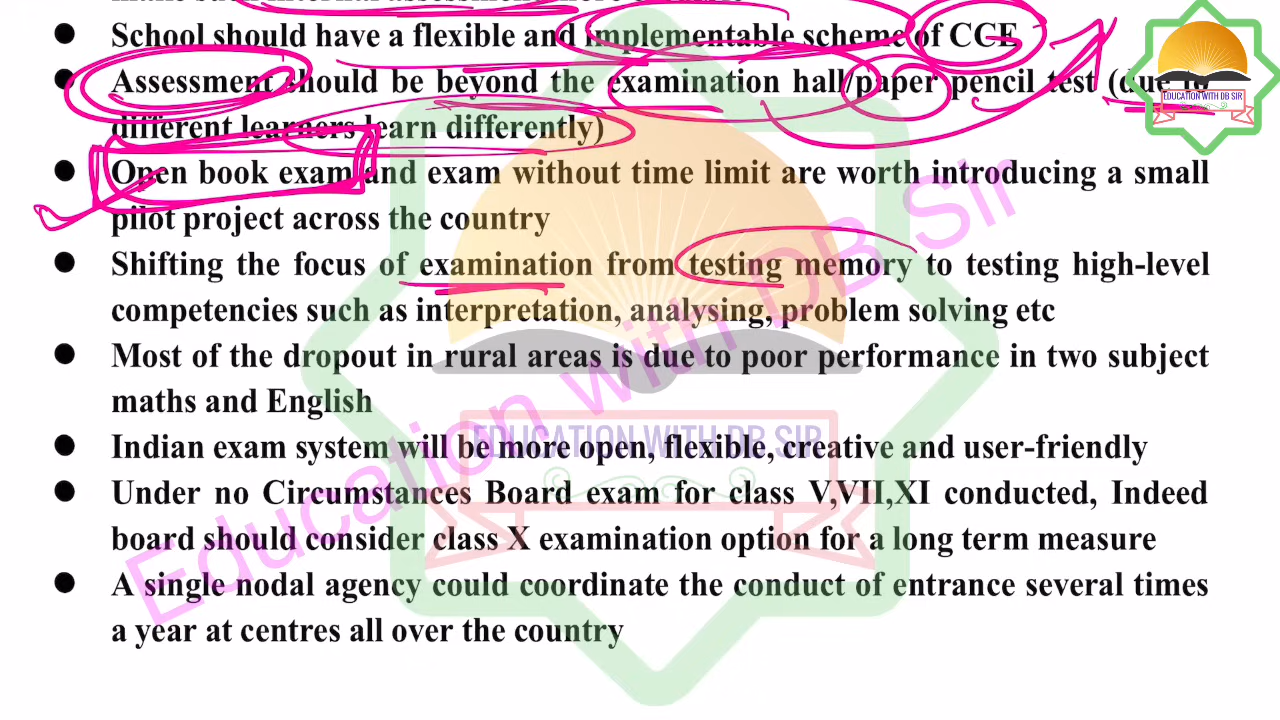 School should have a flexible and implementable scheme of CCE
Assessment should be beyond the examination hall/paper pencil test (due to
different learners learn differently)
Open book exam and exam without time limit are worth introducing a small
pilot project across the country
Shifting the focus of examination from testing memory to testing high-level
competencies such as interpretation, analysing, problem solving etc
Most of the dropout in rural areas is due to poor performance in two subject
maths and English
Indian exam system will be more open, flexible, creative and user-friendly
Under no Circumstances Board exam for class V,VII,XI conducted, Indeed
board should consider class X examination option for a long term measure
A single nodal agency could coordinate the conduct of entrance several times
a year at centres all over the country
EDUCATION WITH DB SIR
EDUCATION WITH DB SIR
Education with DB Sir